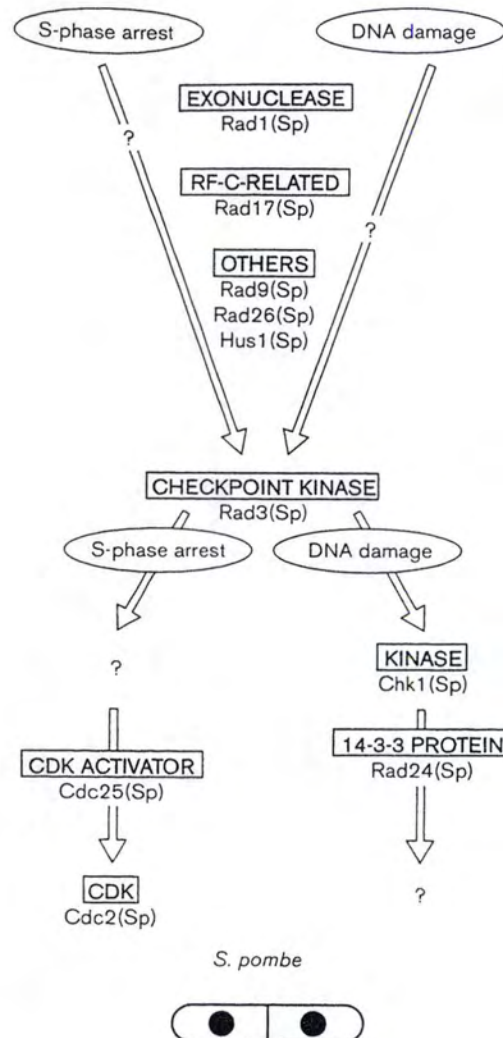 S-phase arrest
DNA damage
EXONUCLEASE
Rad1(Sp)
?
RF-C-RELATED
Rad17(Sp)
?
OTHERS
Rad9(Sp)
Rad26(Sp)
Hus1(Sp)
CHECKPOINT KINASE
Rad3(Sp)
S-phase arrest
DNA damage
?
KINASE
Chk1(Sp)
CDK ACTIVATOR
Cdc25(Sp)
14-3-3 PROTEIN
Rad24(Sp)
CDK
Cdc2(Sp)
?
S. pombe